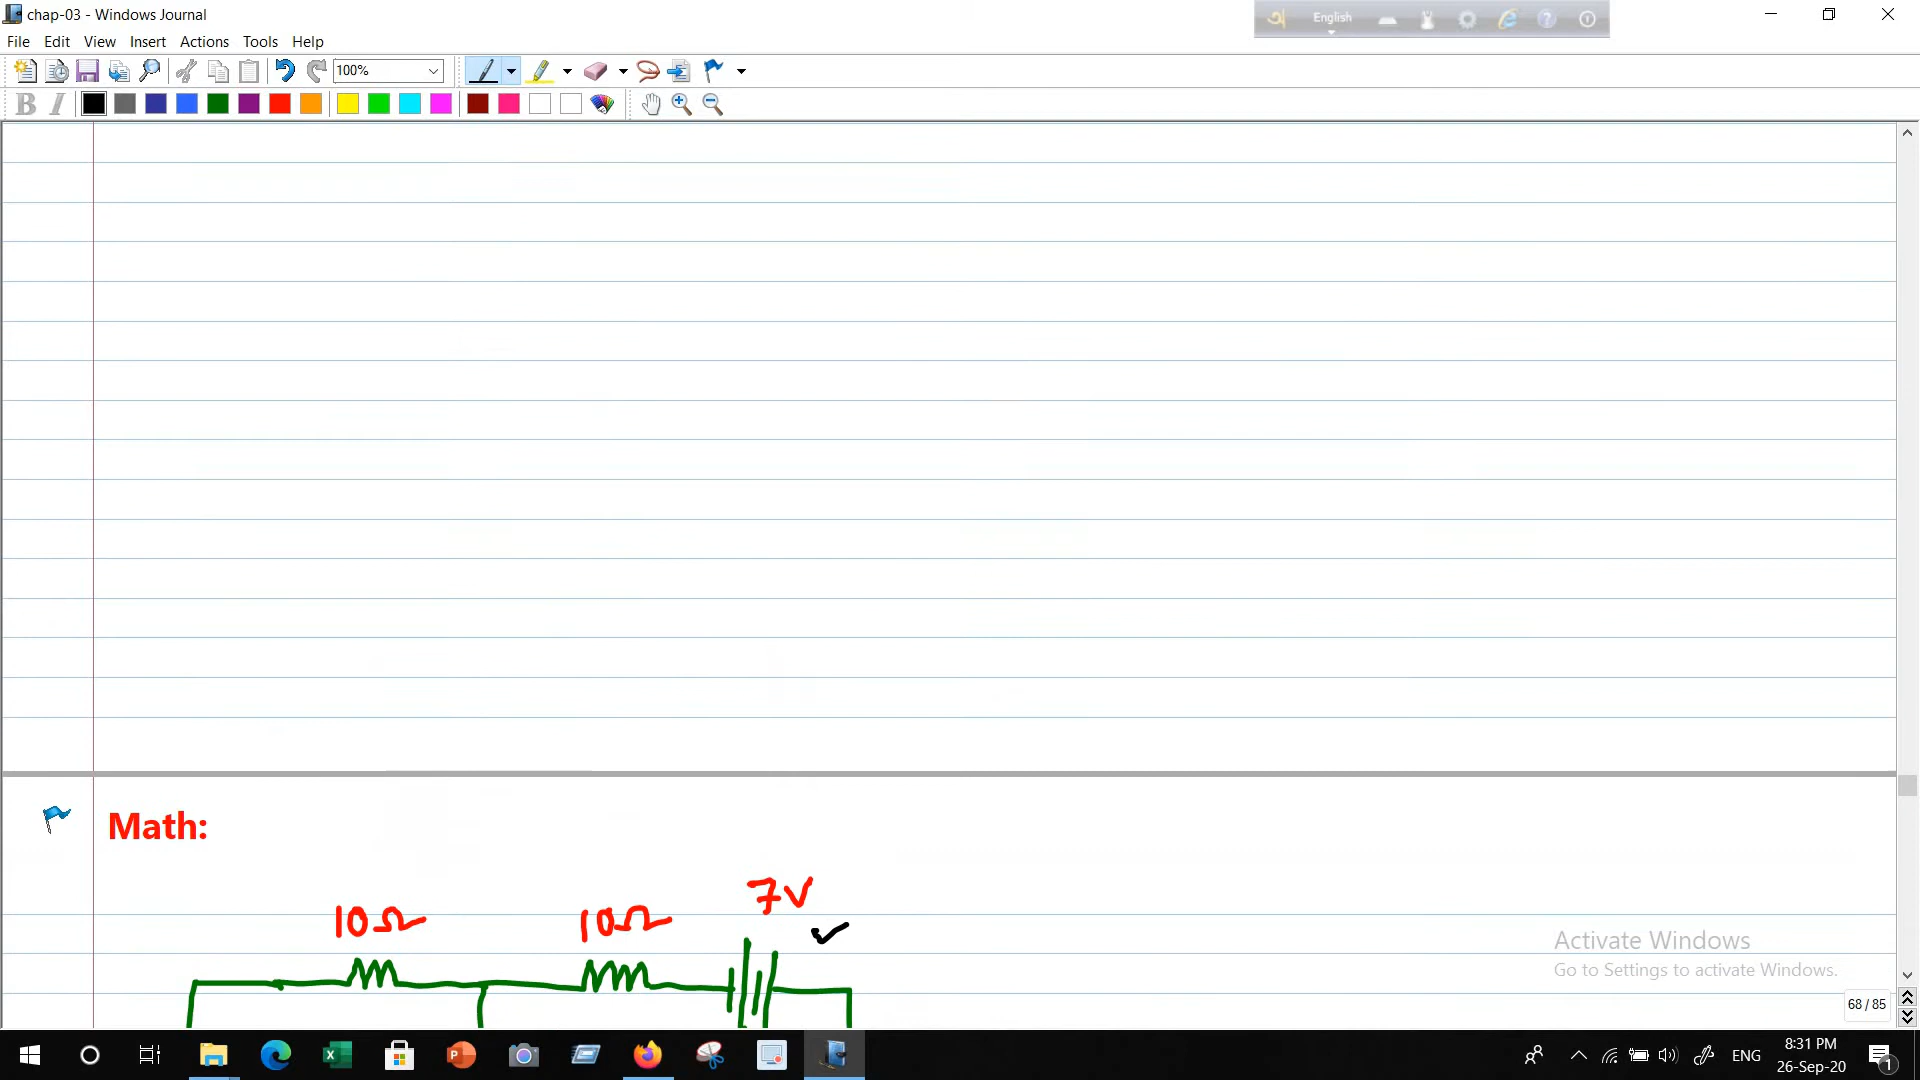 chap-03 - Windows Journal
English
File Edit View Insert Actions Tools Help
100%
B I
Math:
7V
10Ω 10Ω
Activate Windows
Go to Settings to activate Windows.
68 / 85
ENG
8:31 PM
26-Sep-20
1